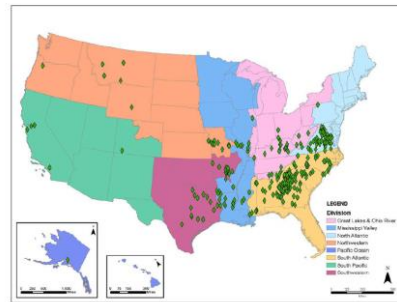 LEGEND
Division
Great Lakes & Ohio River
Mississippi Valley
North Atlantic
Northwestern
Pacific Ocean
South Atlantic
South Pacific
Southwestern
N